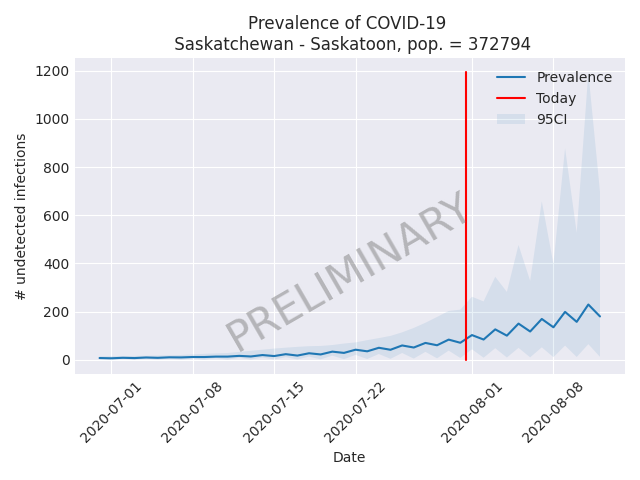 Prevalence of COVID-19
Saskatchewan - Saskatoon, pop. = 372794
1200
1000
800
600
400
200
0
# undetected infections
Prevalence
Today
95CI
PRELIMINARY
2020-07-01
2020-07-08
2020-07-15
2020-07-22
2020-08-01
2020-08-08
Date